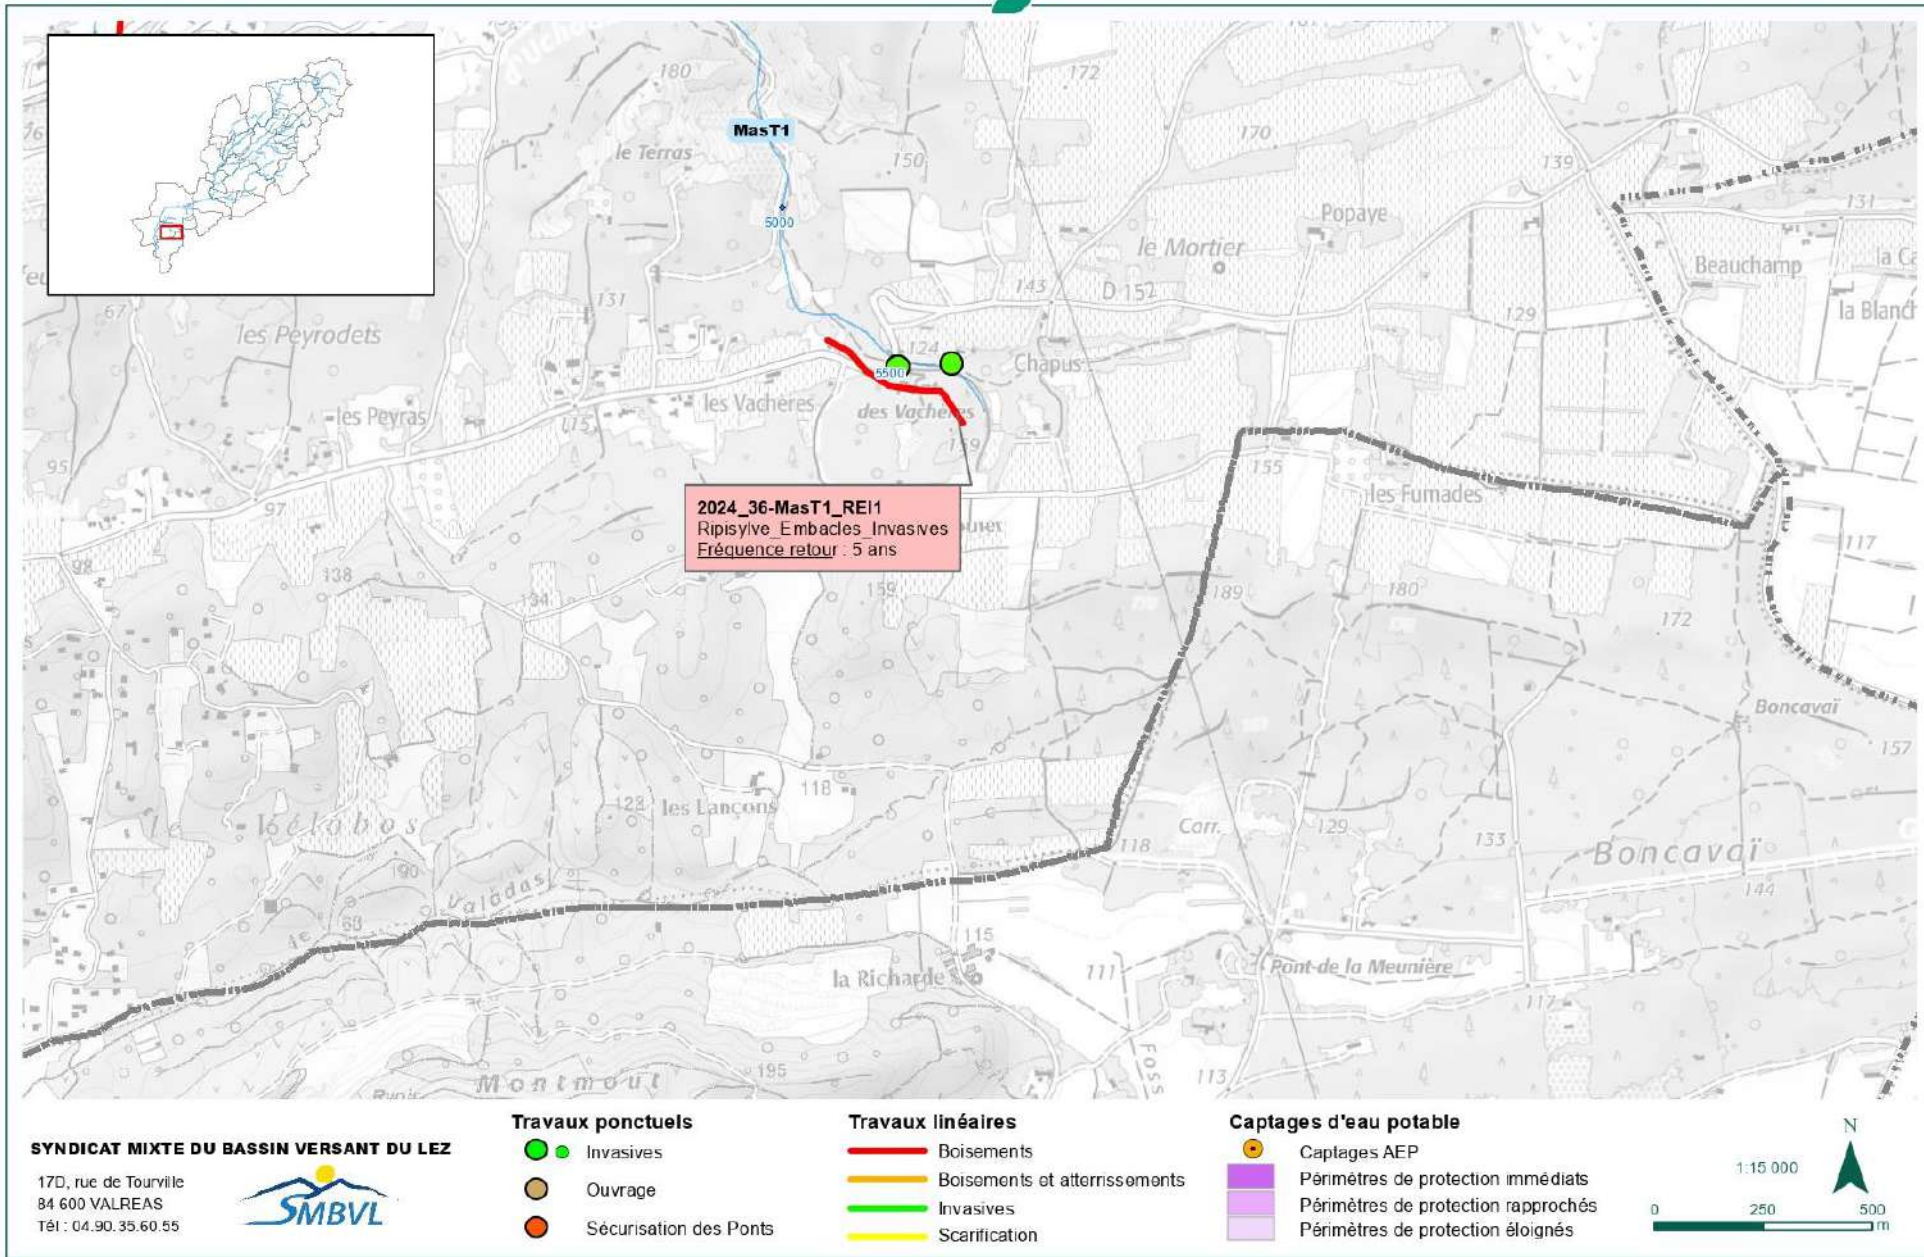 180
172
MasT1
le Terras
150
170
139
5000
Popaye
131
le Mortier
Beauchamp
la Ca
143
D 152
131
67
129
la Blanch
les Peyrodets
124
Chapus
5500
les Vachères
des Vachères
les Peyras
115
159
95
155
les Fumades
97
2024_36-MasT1_REI1
Ripisylve_Embacles_Invasives
Fréquence retour : 5 ans
117
98
138
134
159
189
180
172
Boncavaï
157
118
128
les Lançons
Carr.
129
133
118
Boncavaï
190
144
Valadas
le
68
115
la Richarde
111
Pont de la Meunière
117
Foss
113
195
Montmout
SYNDICAT MIXTE DU BASSIN VERSANT DU LEZ
17D, rue de Tourville
84 600 VALREAS
Tél : 04.90.35.60.55
SMBVL
Travaux ponctuels
Invasives
Ouvrage
Sécurisation des Ponts
Travaux linéaires
Boisements
Boisements et atterrissements
Invasives
Scarification
Captages d'eau potable
Captages AEP
Périmètres de protection immédiats
Périmètres de protection rapprochés
Périmètres de protection éloignés
N
1:15 000
0 250 500
m